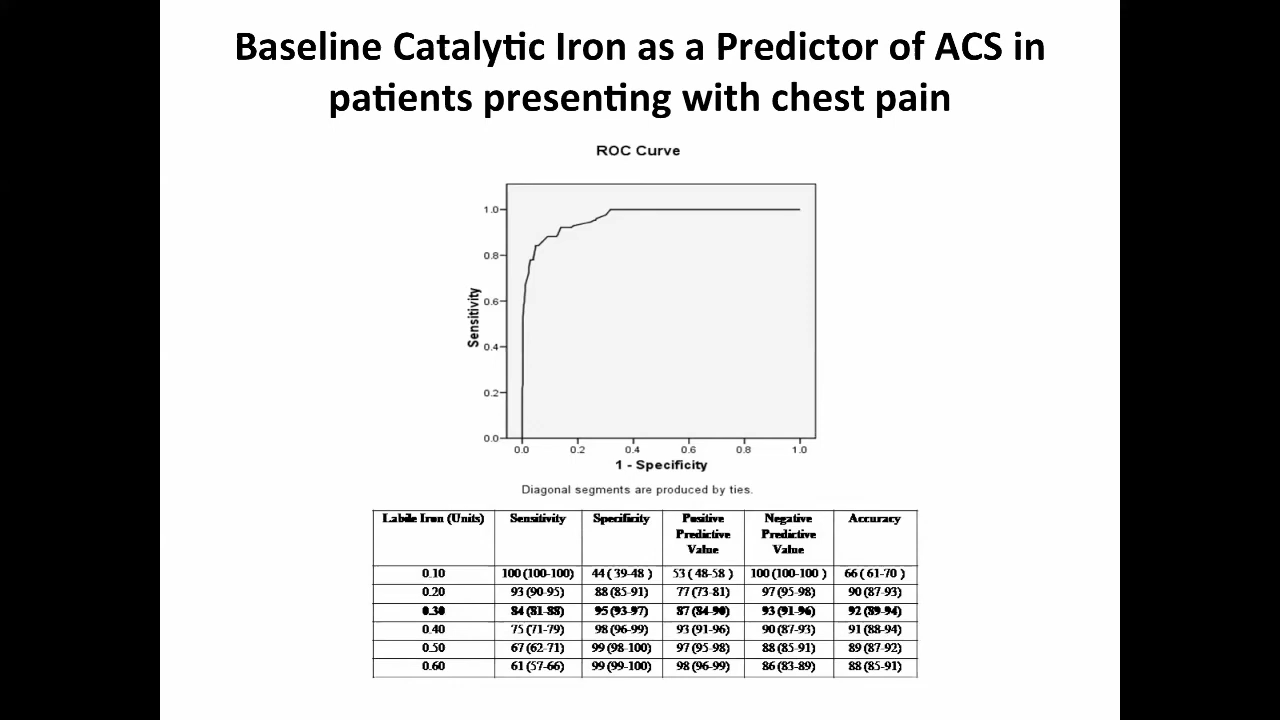 Baseline Catalytic Iron as a Predictor of ACS in
patients presenting with chest pain
ROC Curve
Sensitivity
1.0
0.8
0.6
0.4
0.2
0.0
0.0 0.2 0.4 0.6 0.8 1.0
1 - Specificity
Diagonal segments are produced by ties.
Labile Iron (Units) Sensitivity Specificity Positive Predictive Value Negative Predictive Value Accuracy
0.10 100 (100-100) 44 ( 39-48 ) 53 ( 48-58 ) 100 (100-100 ) 66 ( 61-70 )
0.20 93 (90-95) 88 (85-91) 77 (73-81) 97 (95-98) 90 (87-93)
0.30 84 (81-88) 95 (93-97) 87 (84-90) 93 (91-96) 92 (89-94)
0.40 75 (71-79) 98 (96-99) 93 (91-96) 90 (87-93) 91 (88-94)
0.50 67 (62-71) 99 (98-100) 97 (95-98) 88 (85-91) 89 (87-92)
0.60 61 (57-66) 99 (99-100) 98 (96-99) 86 (83-89) 88 (85-91)